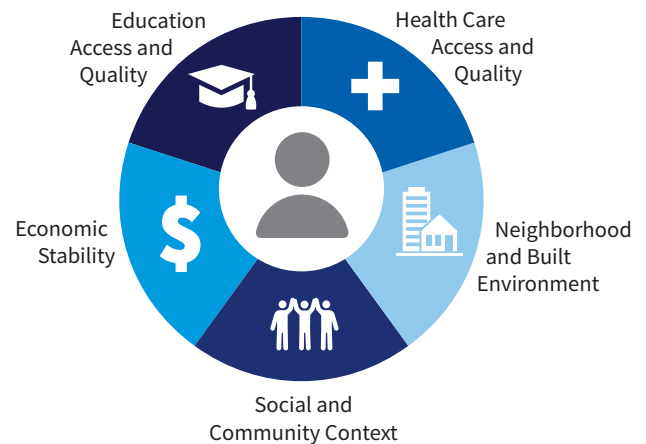 Education
Access and
Quality
Health Care
Access and
Quality
Economic
Stability
$
Neighborhood
and Built
Environment
Social and
Community Context